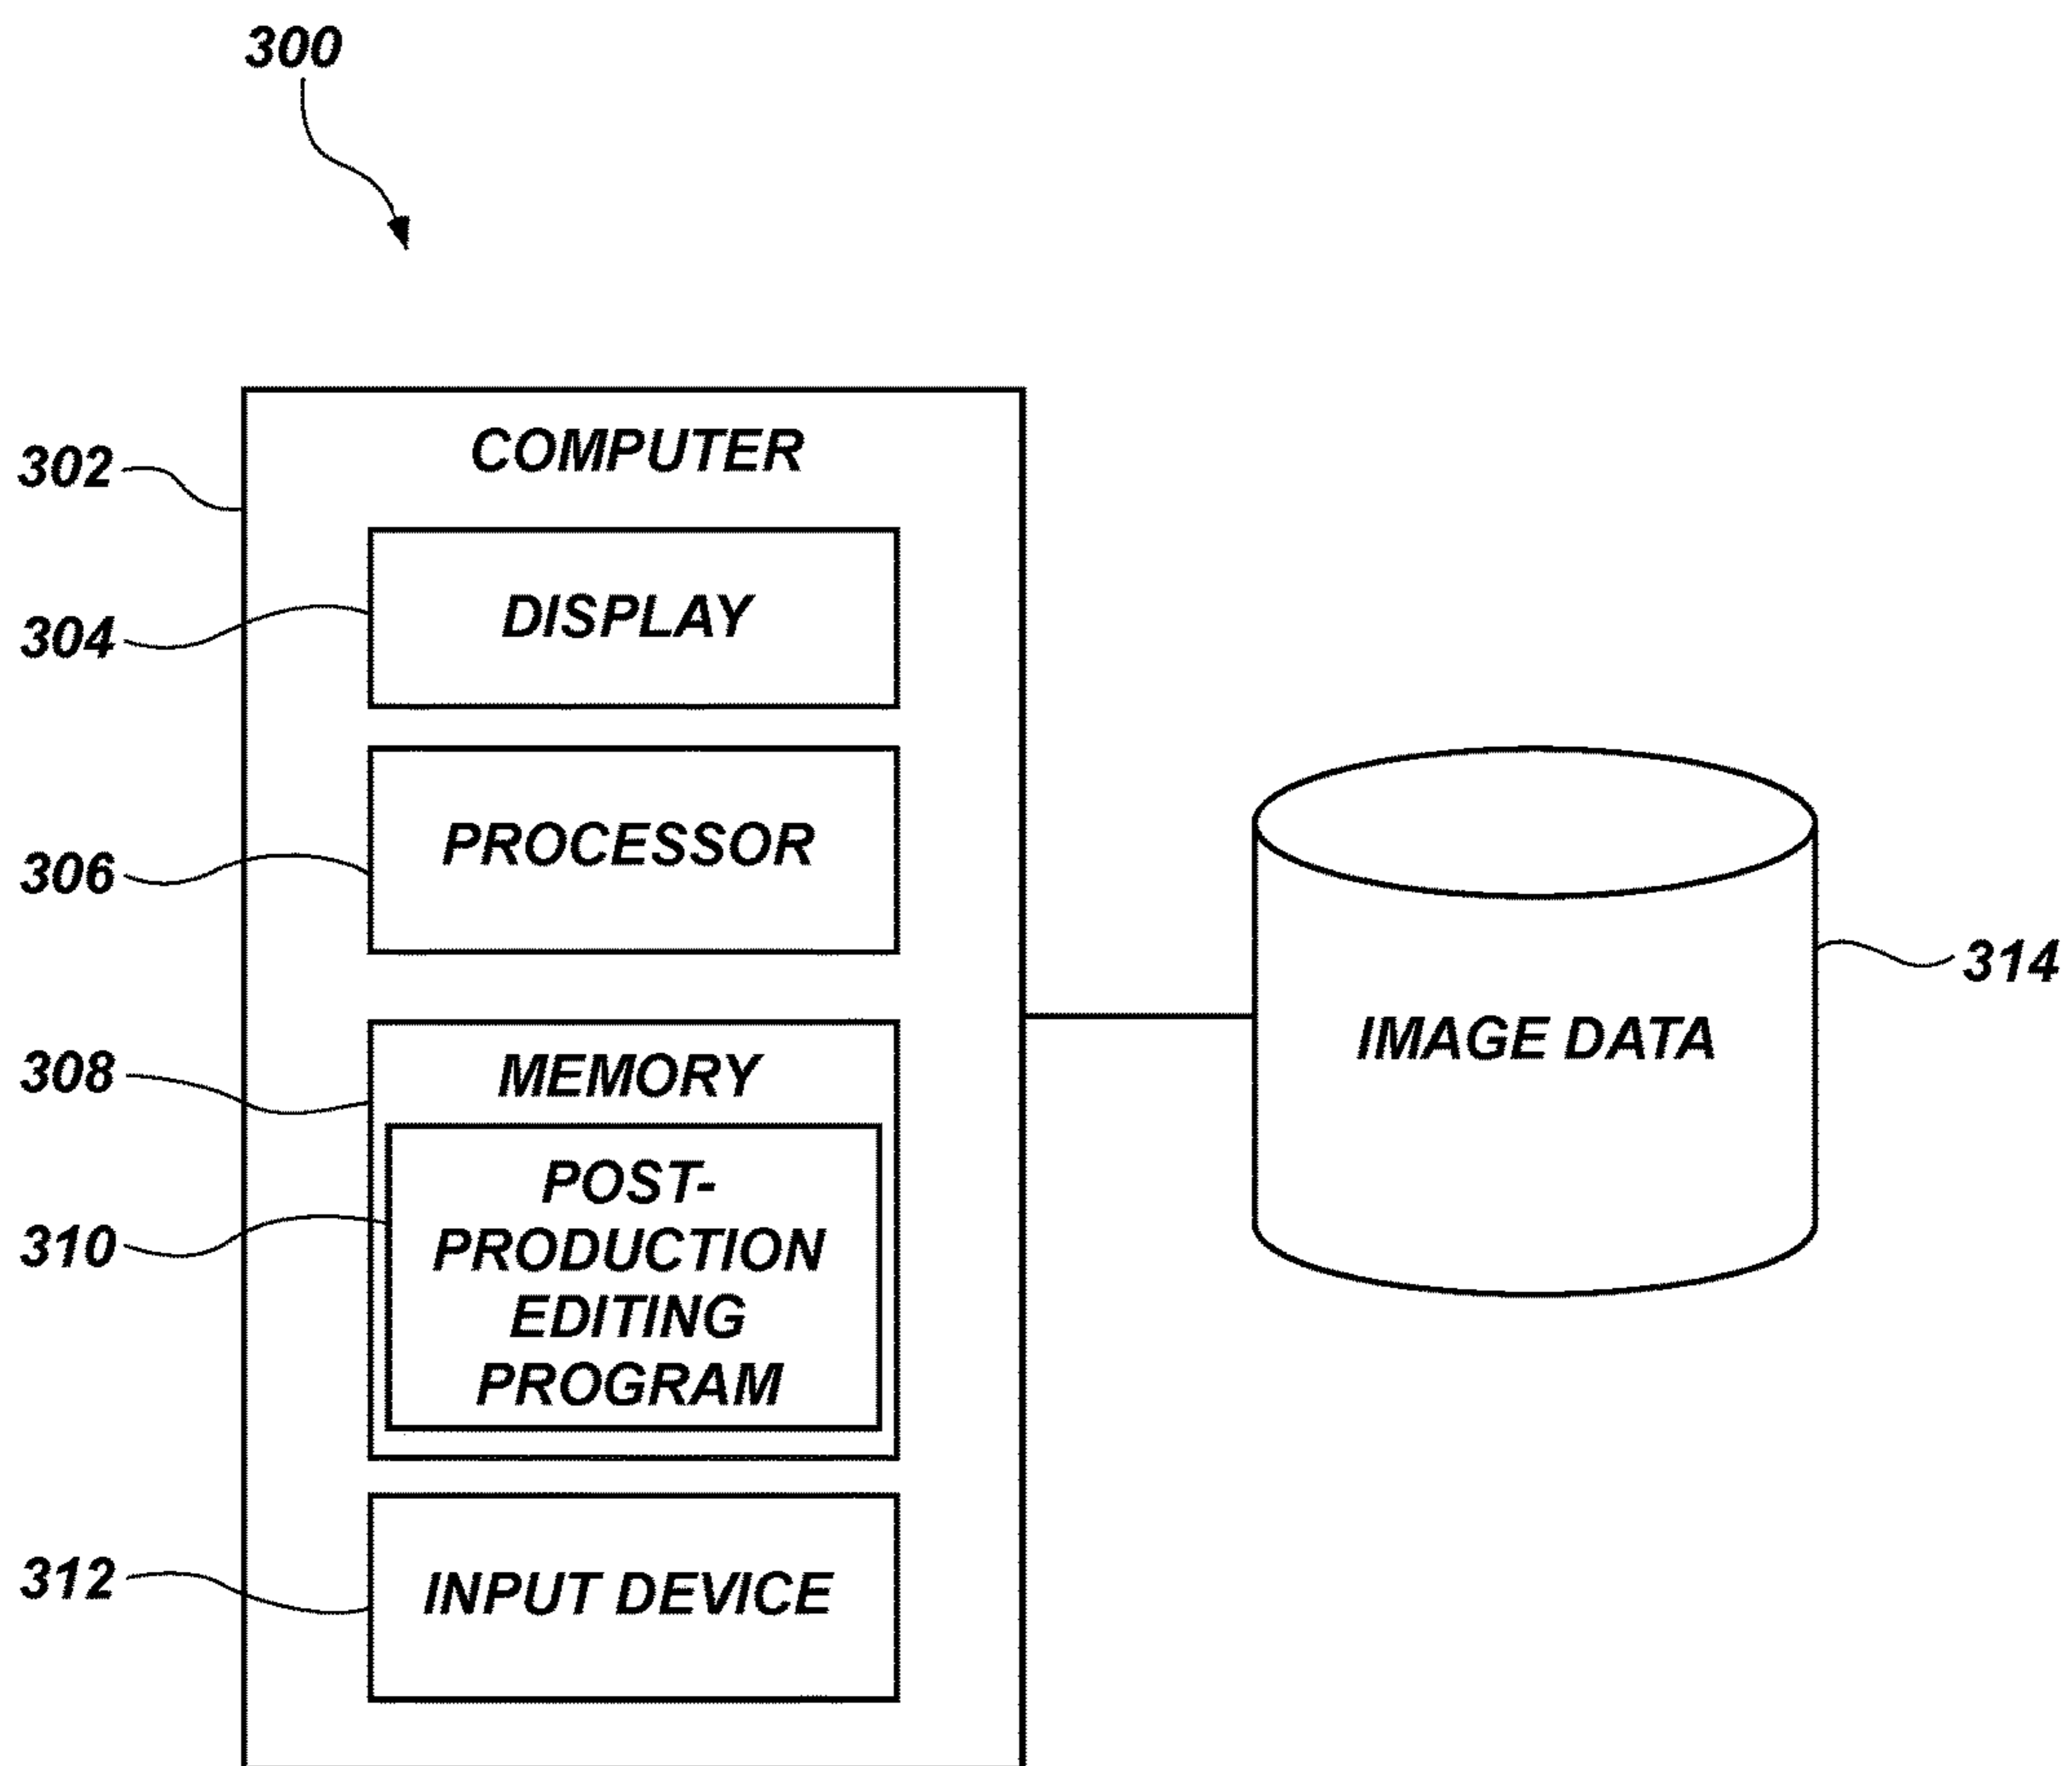 300
302
COMPUTER
304
DISPLAY
306
PROCESSOR
314
IMAGE DATA
308
MEMORY
310
POST-
PRODUCTION
EDITING
PROGRAM
312
INPUT DEVICE